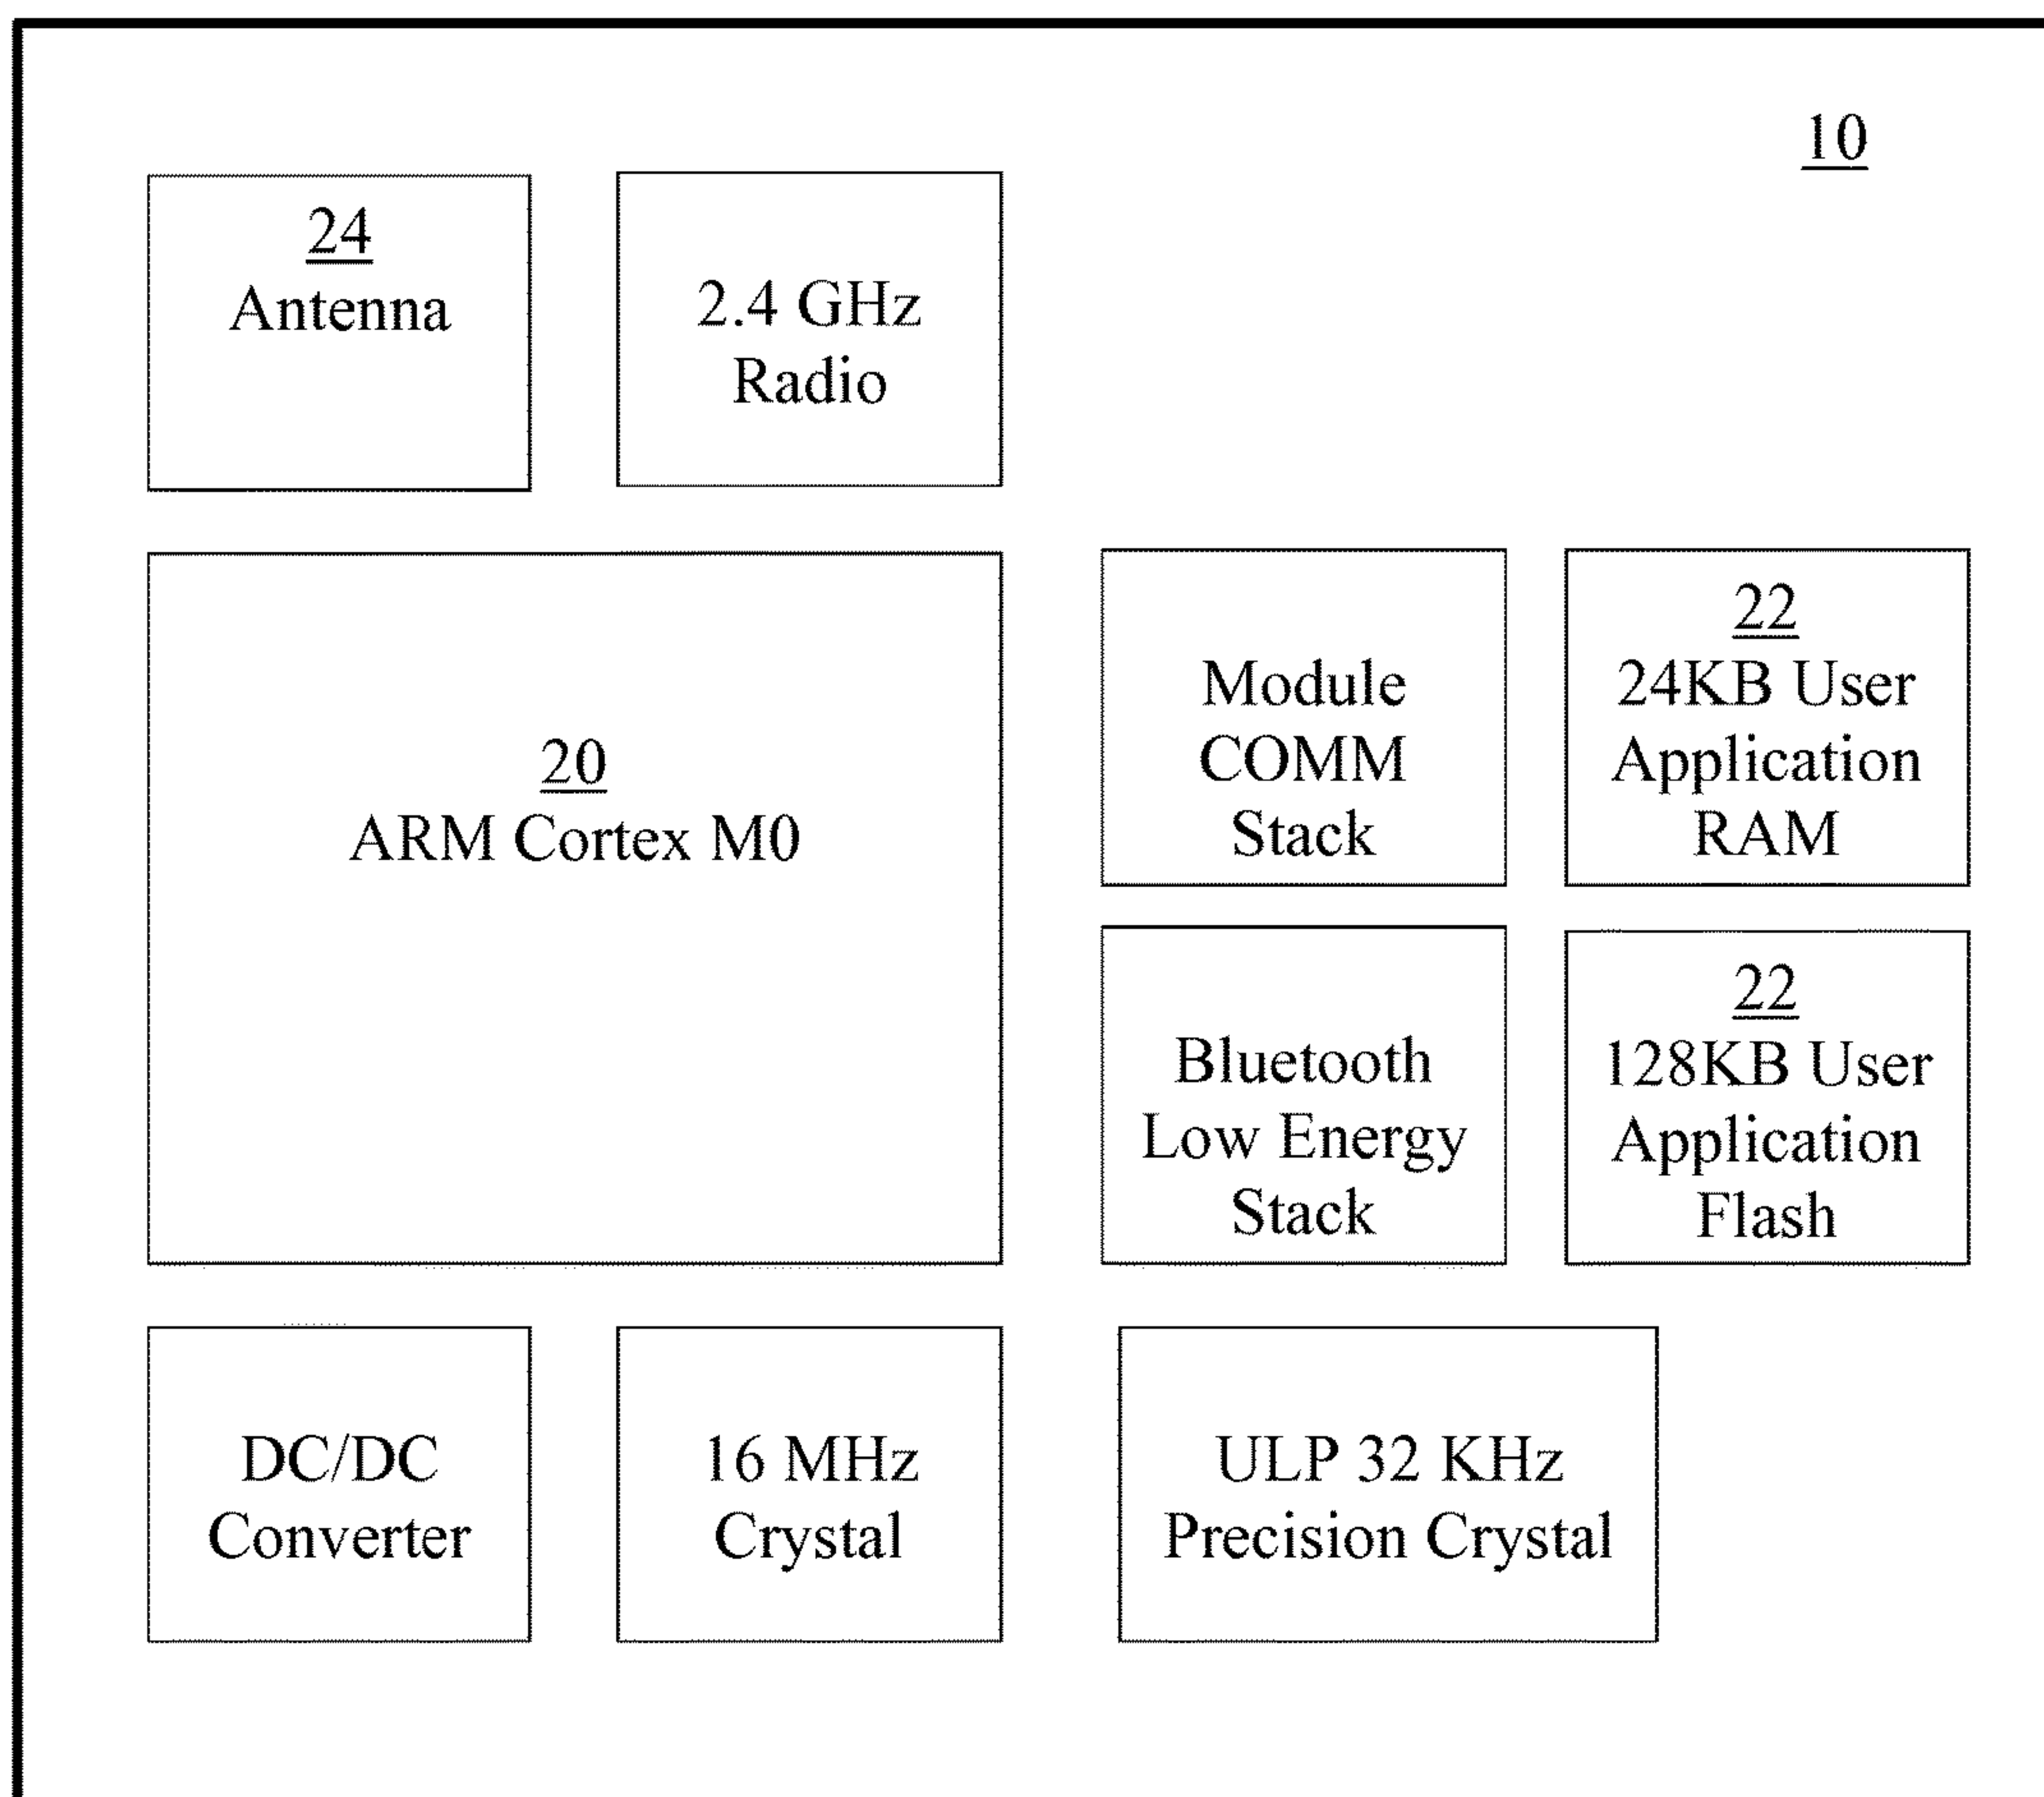 10
24
Antenna
2.4 GHz
Radio
20
ARM Cortex M0
Module
COMM
Stack
22
24KB User
Application
RAM
Bluetooth
Low Energy
Stack
22
128KB User
Application
Flash
DC/DC
Converter
16 MHz
Crystal
ULP 32 KHz
Precision Crystal